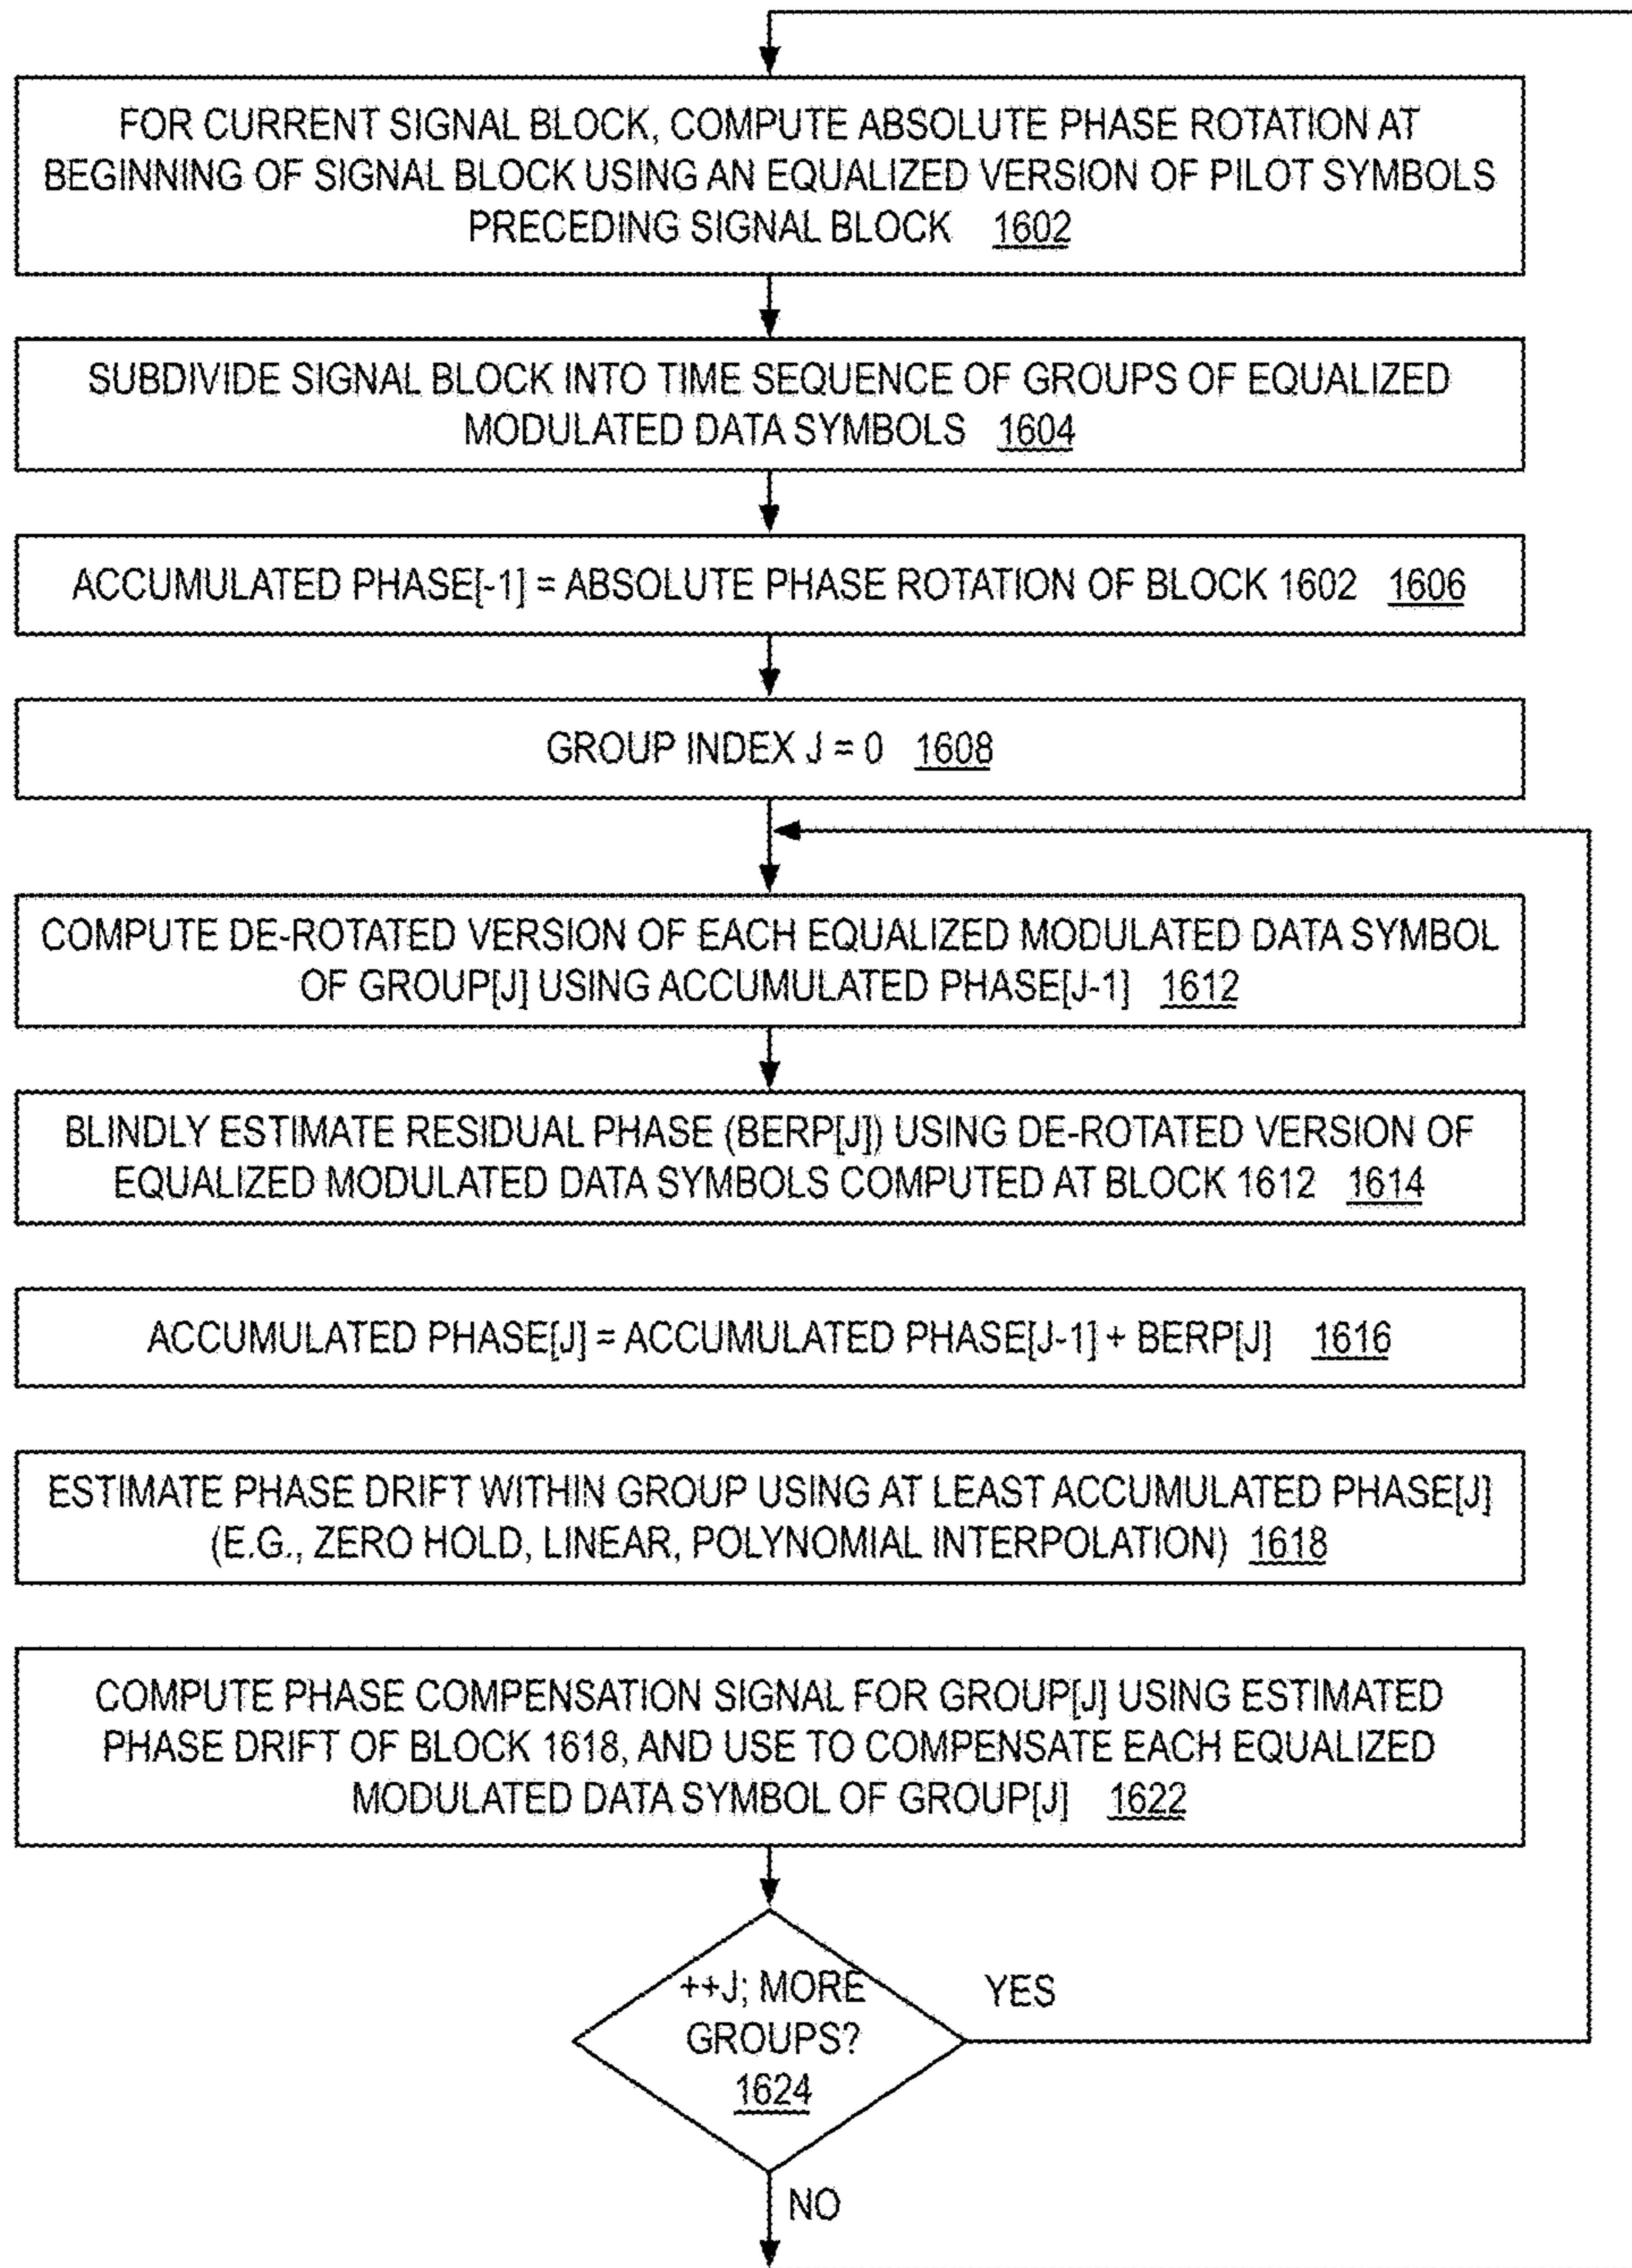 FOR CURRENT SIGNAL BLOCK, COMPUTE ABSOLUTE PHASE ROTATION AT
BEGINNING OF SIGNAL BLOCK USING AN EQUALIZED VERSION OF PILOT SYMBOLS
PRECEDING SIGNAL BLOCK 1602
SUBDIVIDE SIGNAL BLOCK INTO TIME SEQUENCE OF GROUPS OF EQUALIZED
MODULATED DATA SYMBOLS 1604
ACCUMULATED PHASE[-1] = ABSOLUTE PHASE ROTATION OF BLOCK 1602 1606
GROUP INDEX J = 0 1608
COMPUTE DE-ROTATED VERSION OF EACH EQUALIZED MODULATED DATA SYMBOL
OF GROUP[J] USING ACCUMULATED PHASE[J-1] 1612
BLINDLY ESTIMATE RESIDUAL PHASE (BERP[J]) USING DE-ROTATED VERSION OF
EQUALIZED MODULATED DATA SYMBOLS COMPUTED AT BLOCK 1612 1614
ACCUMULATED PHASE[J] = ACCUMULATED PHASE[J-1] + BERP[J] 1616
ESTIMATE PHASE DRIFT WITHIN GROUP USING AT LEAST ACCUMULATED PHASE[J]
(E.G., ZERO HOLD, LINEAR, POLYNOMIAL INTERPOLATION) 1618
COMPUTE PHASE COMPENSATION SIGNAL FOR GROUP[J] USING ESTIMATED
PHASE DRIFT OF BLOCK 1618, AND USE TO COMPENSATE EACH EQUALIZED
MODULATED DATA SYMBOL OF GROUP[J] 1622
++J; MORE
GROUPS?
1624
YES
NO